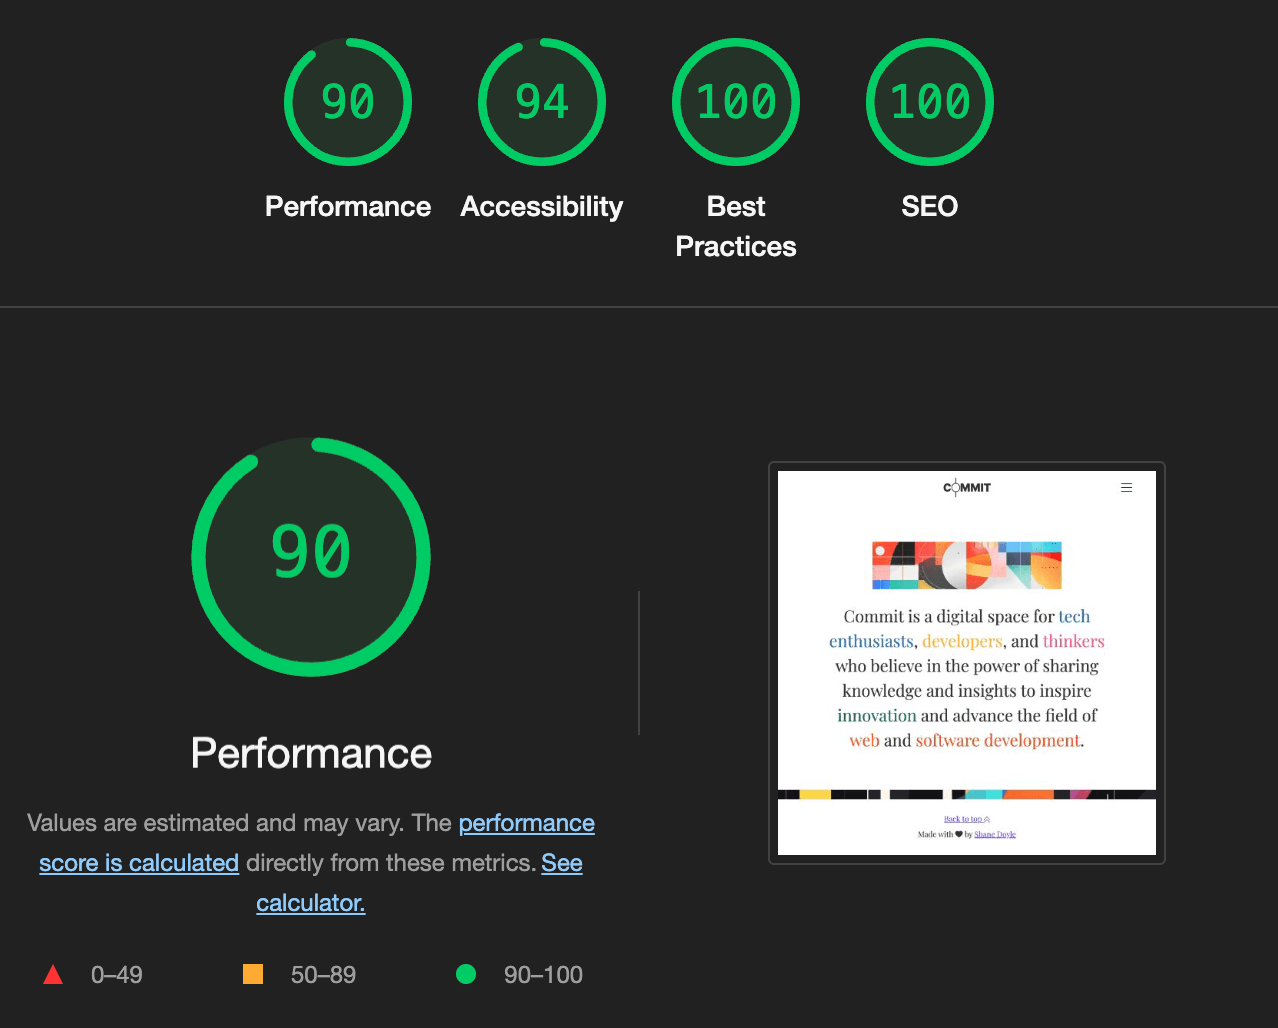 90
94
100
100
Performance
Accessibility
Best
Practices
SEO
90
Performance
Values are estimated and may vary. The performance
score is calculated directly from these metrics. See
calculator.
0–49
50–89
90–100
COMMIT
Commit is a digital space for tech
enthusiasts, developers, and thinkers
who believe in the power of sharing
knowledge and insights to inspire
innovation and advance the field of
web and software development.
Back to top
Made with ♥ by Shane Doyle